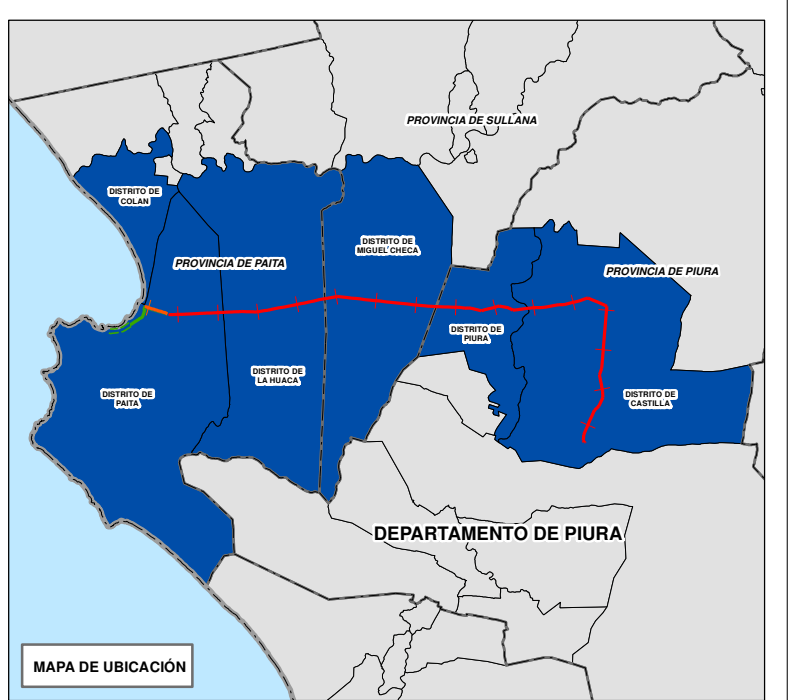 PROVINCIA DE SULLANA
DISTRITO DE
COLAN
DISTRITO DE
MIGUEL CHECA
PROVINCIA DE PAITA
PROVINCIA DE PIURA
DISTRITO DE
PIURA
DISTRITO DE
LA HUACA
DISTRITO DE
PAITA
DISTRITO DE
CASTILLA
DEPARTAMENTO DE PIURA
MAPA DE UBICACIÓN